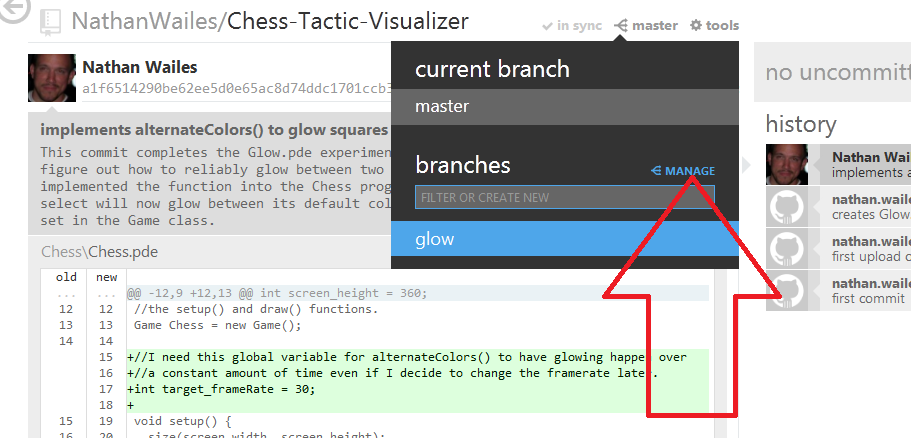 NathanWailes/Chess-Tactic-Visualizer
in sync
master
tools
Nathan Wailes
a1f6514290be62ee5d0e65ac8d74ddc1701ccb3
implements alternateColors() to glow squares
This commit completes the Glow.pde experimen
figure out how to reliably glow between two
implemented the function into the Chess prog
select will now glow between its default col
set in the Game class.
current branch
master
branches
MANAGE
FILTER OR CREATE NEW
glow
no uncommitt
history
Nathan Wai
implements a
nathan.waile
creates Glow.
nathan.waile
first upload c
nathan.waile
first commit
Chess\Chess.pde
old new
... ... @@ -12,9 +12,13 @@ int screen_height = 360;
12 12 //the setup() and draw() functions.
13 13 Game Chess = new Game();
14 14
15 +//I need this global variable for alternateColors() to have glowing happen over
16 +//a constant amount of time even if I decide to change the framerate later.
17 +int target_frameRate = 30;
18 +
15 19 void setup() {
16 20 size(screen_width, screen_height);